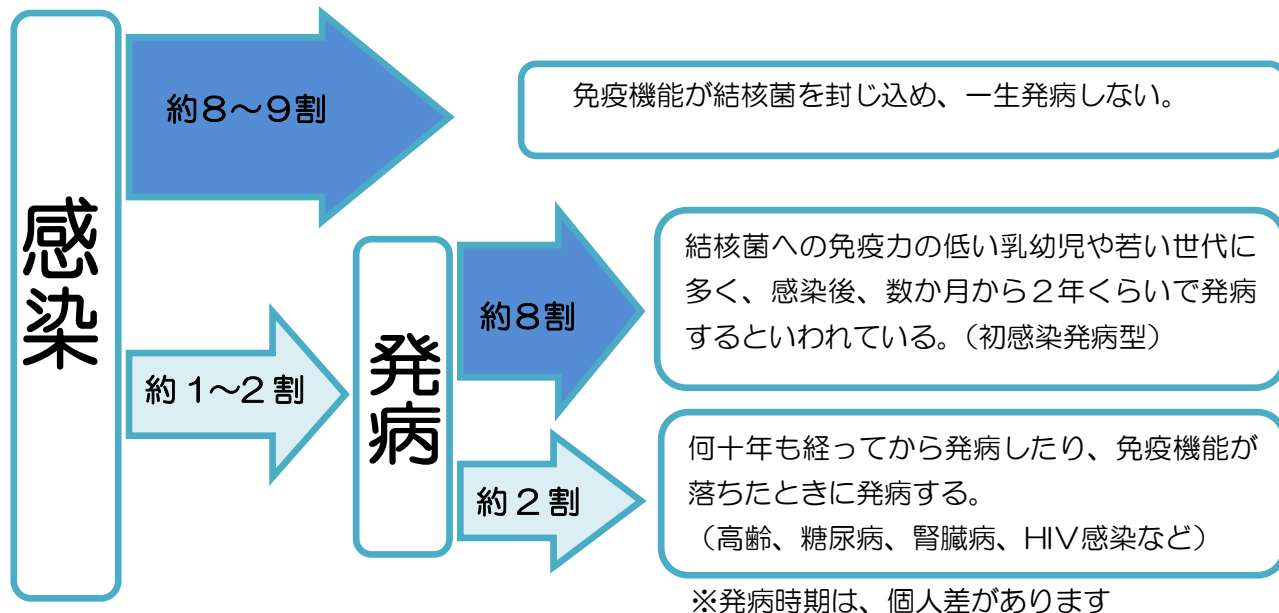 感染
約8～9割
免疫機能が結核菌を封じ込め、一生発病しない。
約1～2割
発病
約8割
結核菌への免疫力の低い乳幼児や若い世代に
多く、感染後、数か月から２年くらいで発病
するといわれている。（初感染発病型）
約２割
何十年も経ってから発病したり、免疫機能が
落ちたときに発病する。
（高齢、糖尿病、腎臓病、HIV感染など）
※発病時期は、個人差があります